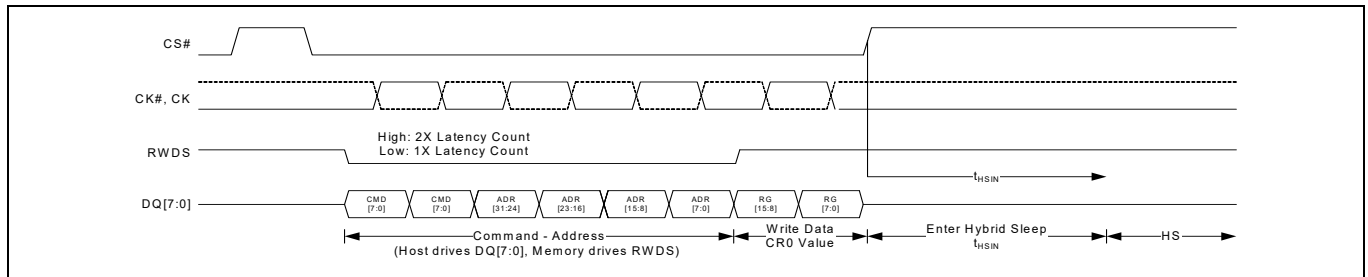 CS#
CK#, CK
High: 2X Latency Count
Low: 1X Latency Count
RWDS
tHSIN
DQ[7:0]
CMD [7:0]
CMD [7:0]
ADR [31:24]
ADR [23:16]
ADR [15:8]
ADR [7:0]
RG [15:8]
RG [7:0]
Command - Address
(Host drives DQ[7:0], Memory drives RWDS)
Write Data
CR0 Value
Enter Hybrid Sleep
tHSIN
HS